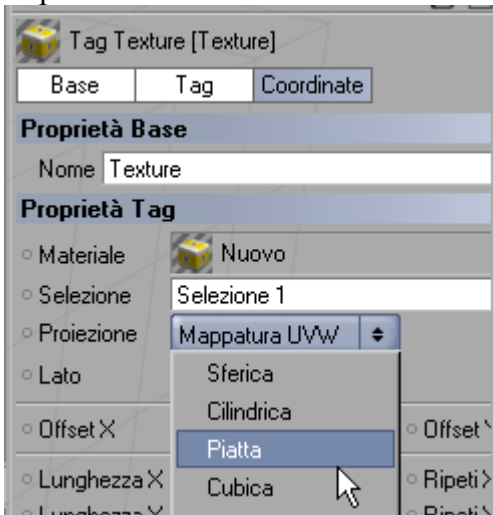 Tag Texture [Texture]
Base Tag Coordinate
Proprietà Base
Nome Texture
Proprietà Tag
Materiale Nuovo
Selezione Selezione 1
Proiezione Mappatura UVW
Lato Sferica
Cilindrica
Offset X Offset
Piatta
Lunghezza X Cubica Ripeti